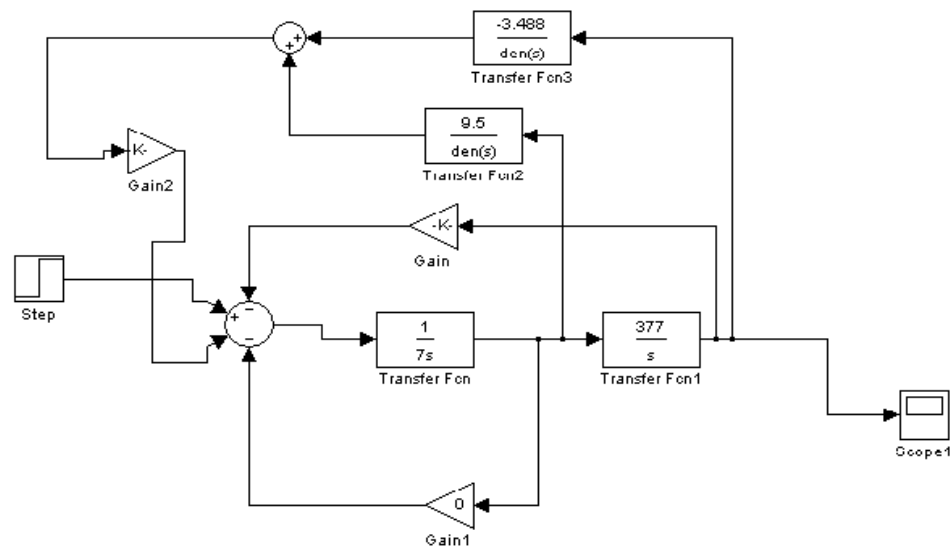 -3.488
den(s)
Transfer Fcn3
++
9.5
den(s)
Transfer Fcn2
K-
Gain2
-K-
Gain
Step
+
−
−
1
7s
Transfer Fcn
377
s
Transfer Fcn1
Scope1
0
Gain1